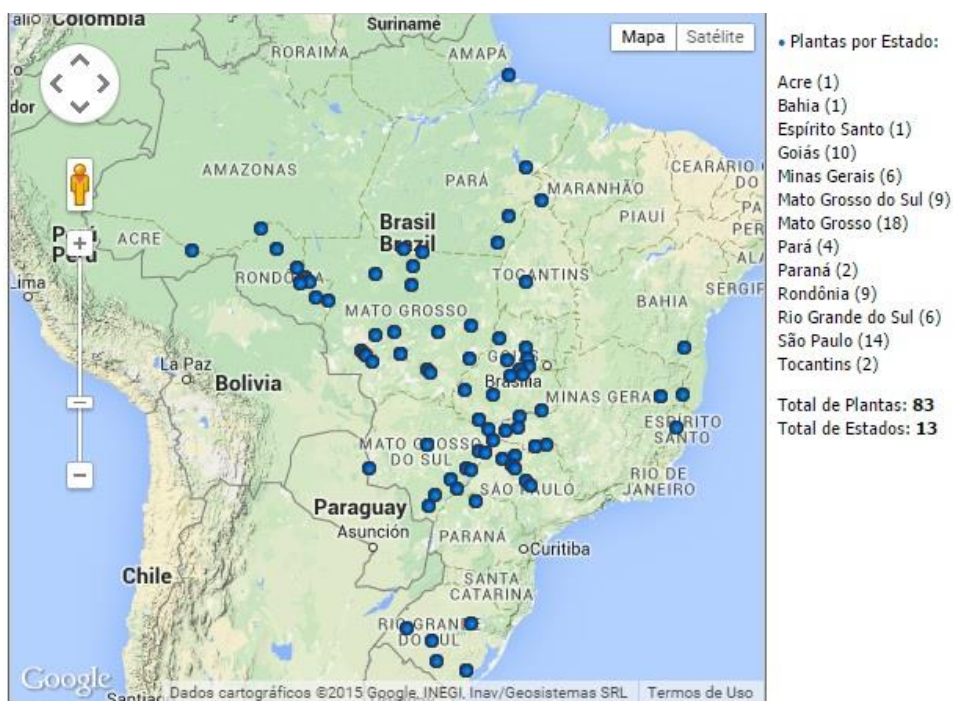 Colombia
Suriname
RORAIMA
AMAPÁ
Mapa
Satélite
dor
AMAZONAS
PARÁ
MARANHÃO
PIAUÍ
ACRE
Brasil
Brazil
Perú
Lima
RONDÔNIA
TOCANTINS
BAHIA
MATO GROSSO
La Paz
Bolivia
Brasília
MINAS GERA
ESPÍRITO
SANTO
MATO GROSSO
DO SUL
RIO DE
JANEIRO
SÃO PAULO
Paraguay
Asunción
PARANÁ
Curitiba
Chile
SANTA
CATARINA
RIO GRANDE
DO SUL
Google
Dados cartográficos ©2015 Google, INEGI, Inav/Geosistemas SRL
Termos de Uso
• Plantas por Estado:
Acre (1)
Bahia (1)
Espírito Santo (1)
Goiás (10)
Minas Gerais (6)
Mato Grosso do Sul (9)
Mato Grosso (18)
Pará (4)
Paraná (2)
Rondônia (9)
Rio Grande do Sul (6)
São Paulo (14)
Tocantins (2)
Total de Plantas: 83
Total de Estados: 13